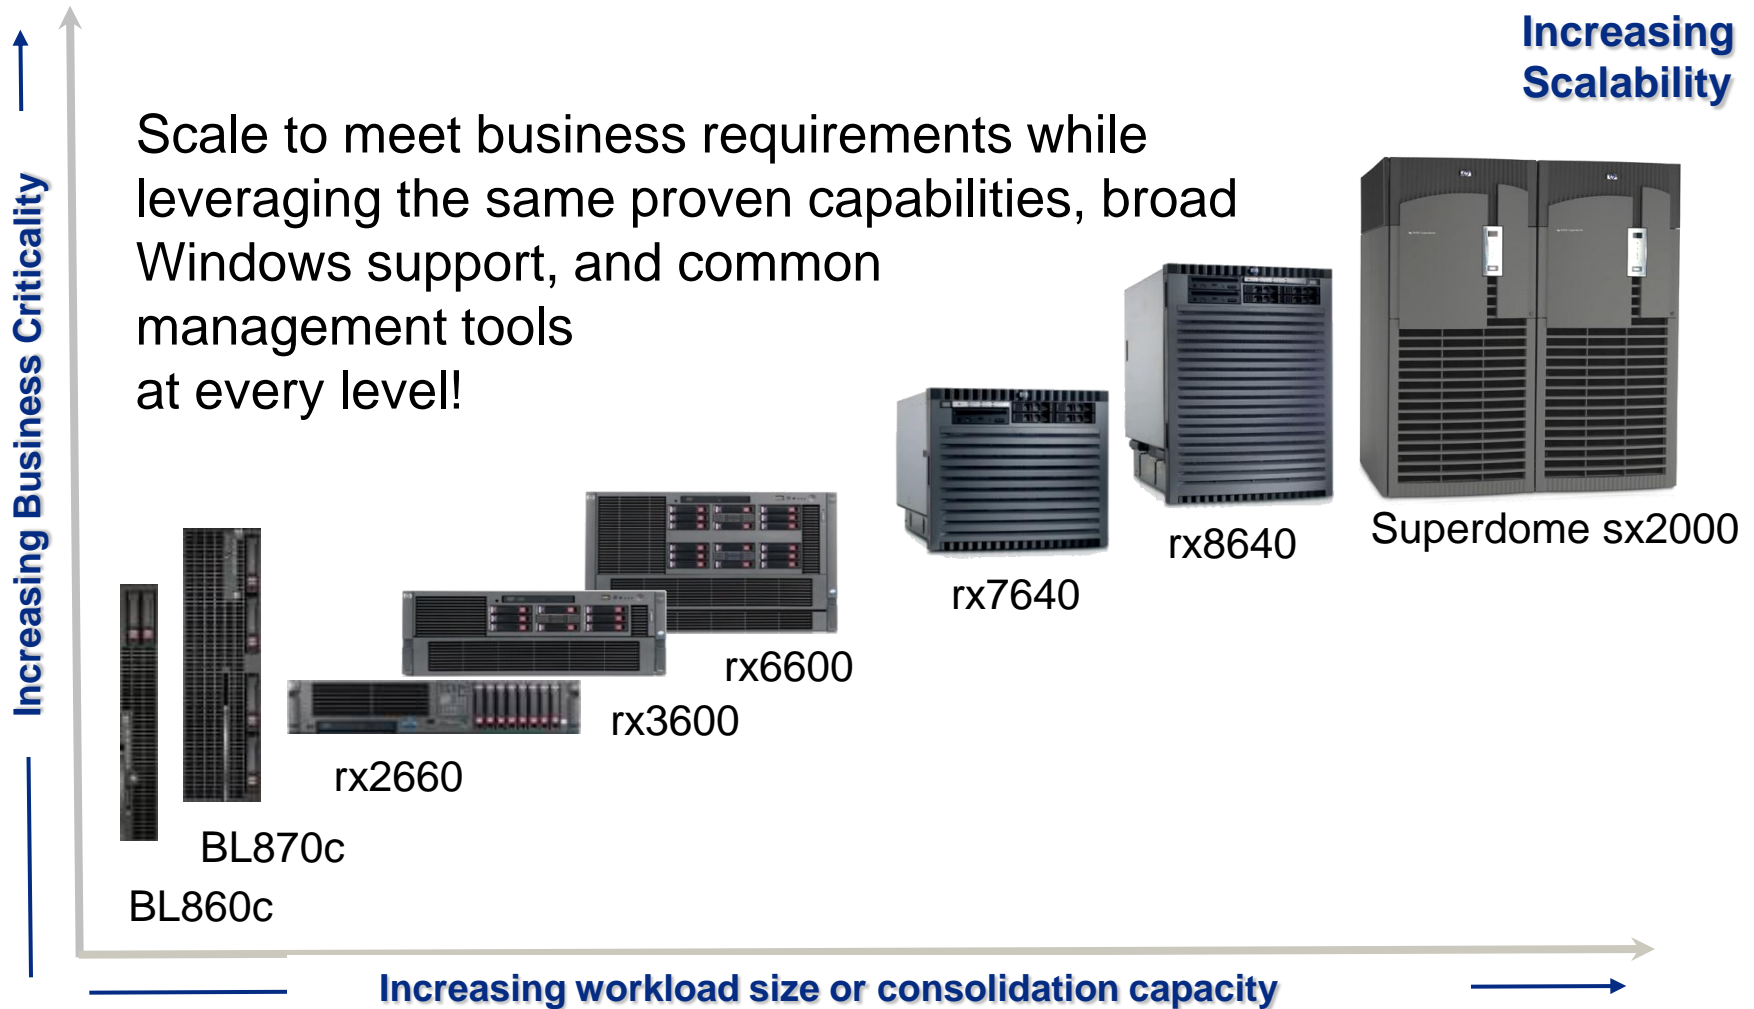 Increasing
Scalability
Scale to meet business requirements while
leveraging the same proven capabilities, broad
Windows support, and common
management tools
at every level!
Increasing Business Criticality
Superdome sx2000
rx8640
rx7640
rx6600
rx3600
rx2660
BL870c
BL860c
Increasing workload size or consolidation capacity